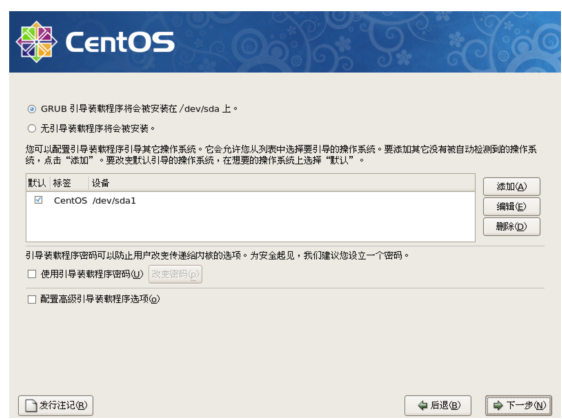 CentOS
GRUB 引导装载程序将会被安装在 /dev/sda 上。
无引导装载程序将会被安装。
您可以配置引导装载程序引导其它操作系统。它会允许您从列表中选择要引导的操作系统。要添加其它没有被自动检测到的操作系
统，点击“添加”。要改变默认引导的操作系统，在想要的操作系统上选择“默认”。
默认 标签 设备
CentOS /dev/sda1
添加(A)
编辑(E)
删除(D)
引导装载程序密码可以防止用户改变传递给内核的选项。为安全起见，我们建议您设立一个密码。
使用引导装载程序密码(U) 改变密码(p)
配置高级引导装载程序选项(o)
发行注记(R) 后退(B) 下一步(N)